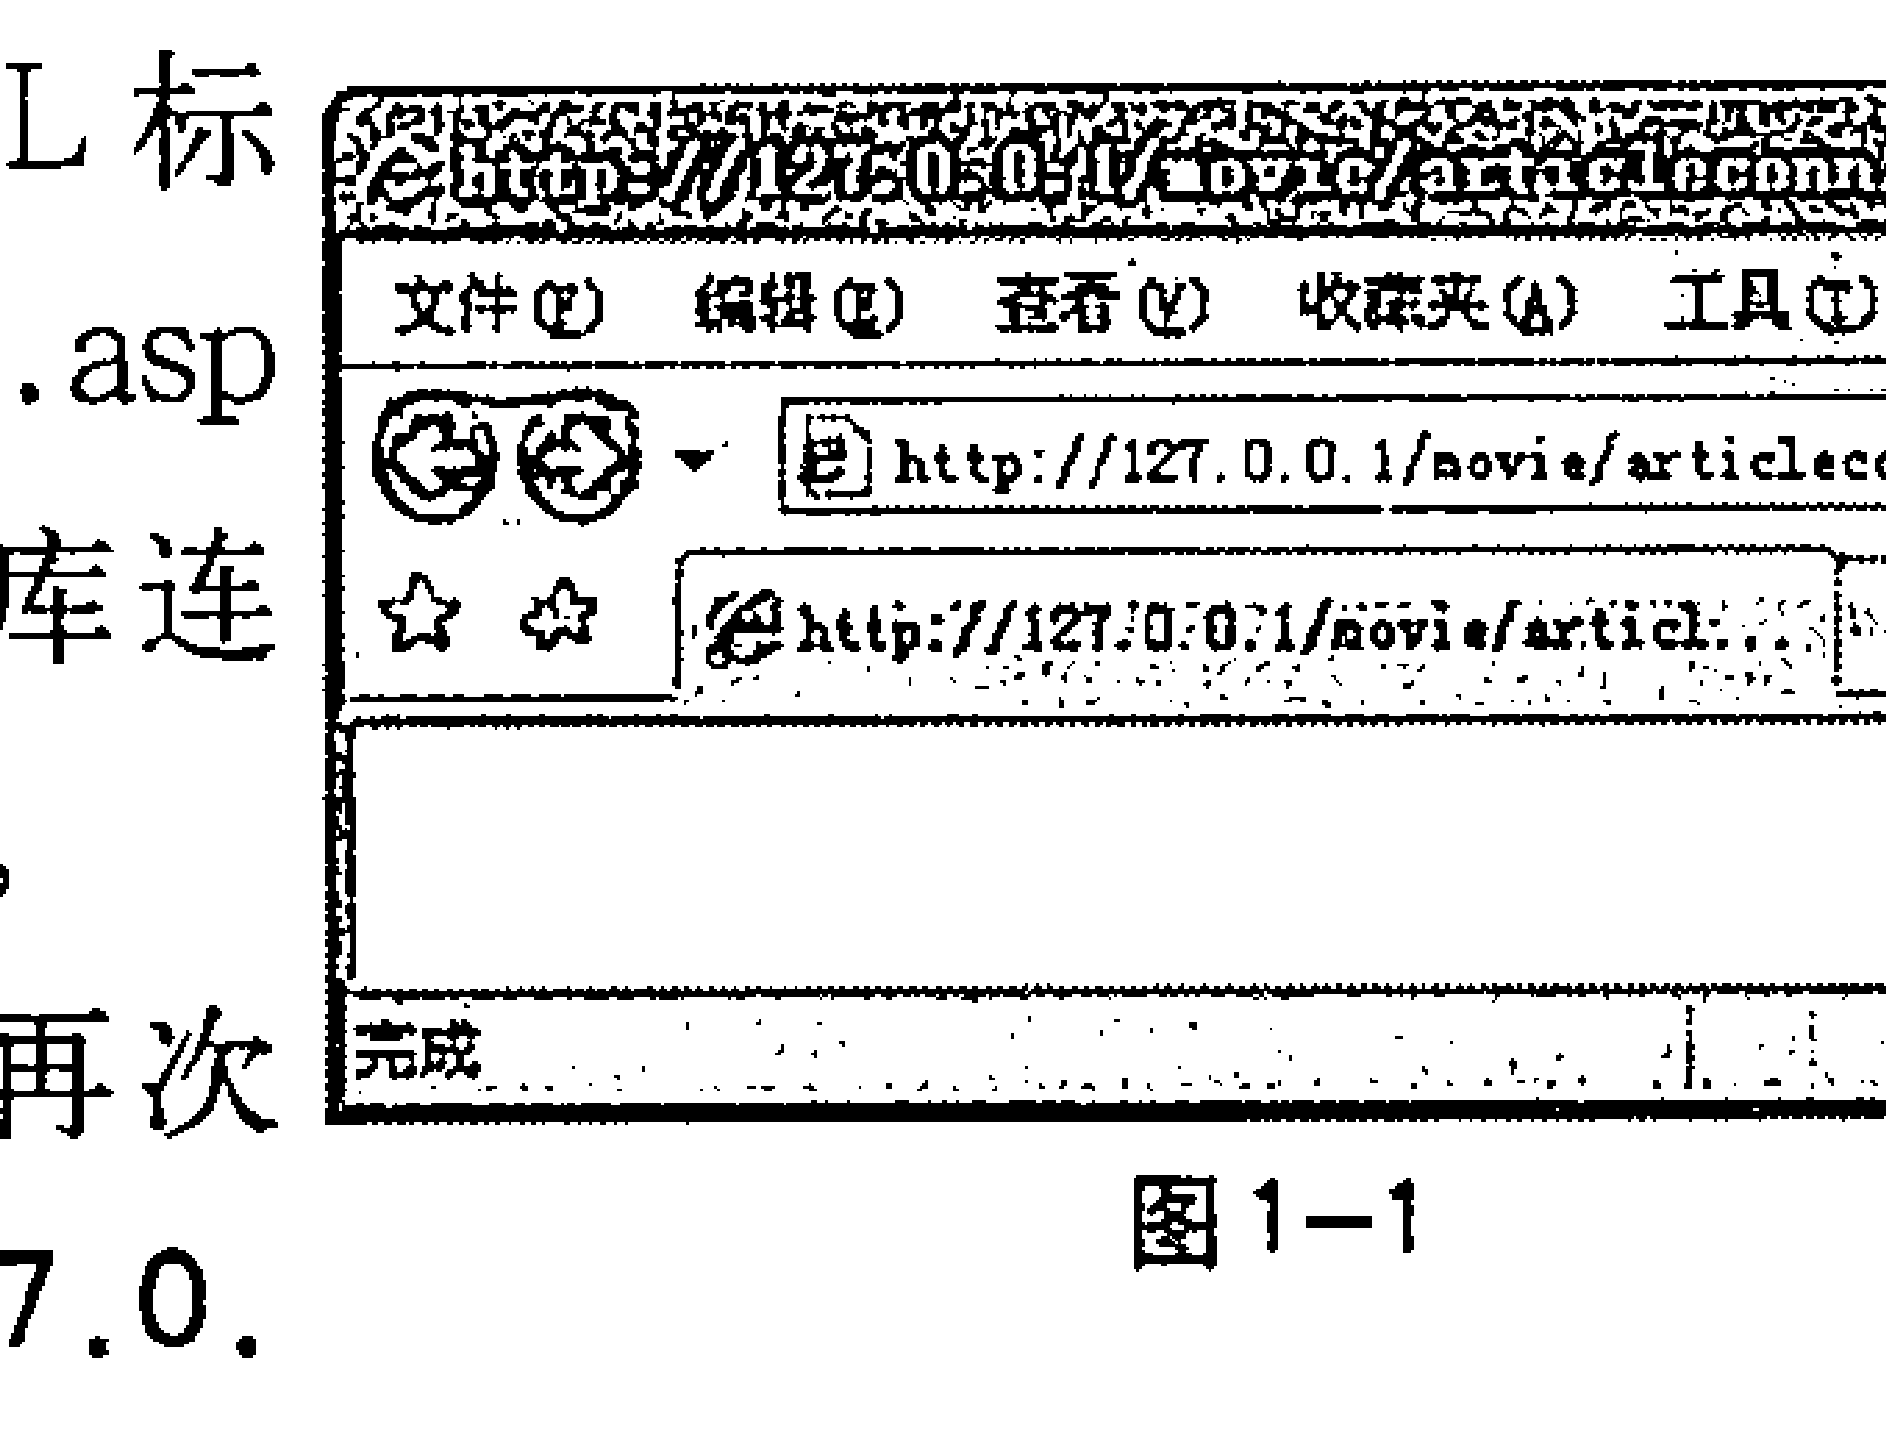 L 标
.asp
库连
，
再次
7.0.
http://127.0.0.1/movie/articleconn
文件(F) 编辑(E) 查看(V) 收藏夹(A) 工具(T)
http://127.0.0.1/movie/articleco
http://127.0.0.1/movie/articl...
完成
图 1-1